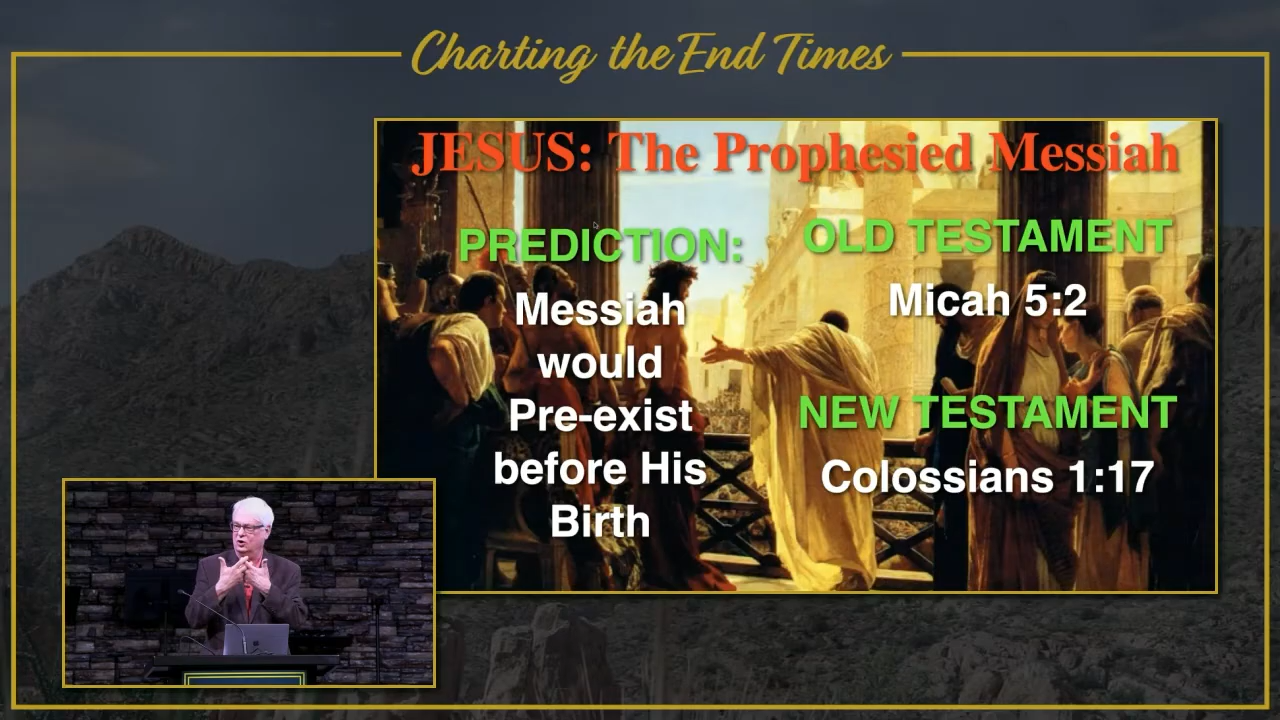 Charting the End Times
JESUS: The Prophesied Messiah
PREDICTION:
Messiah
would
Pre-exist
before His
Birth
OLD TESTAMENT
Micah 5:2
NEW TESTAMENT
Colossians 1:17